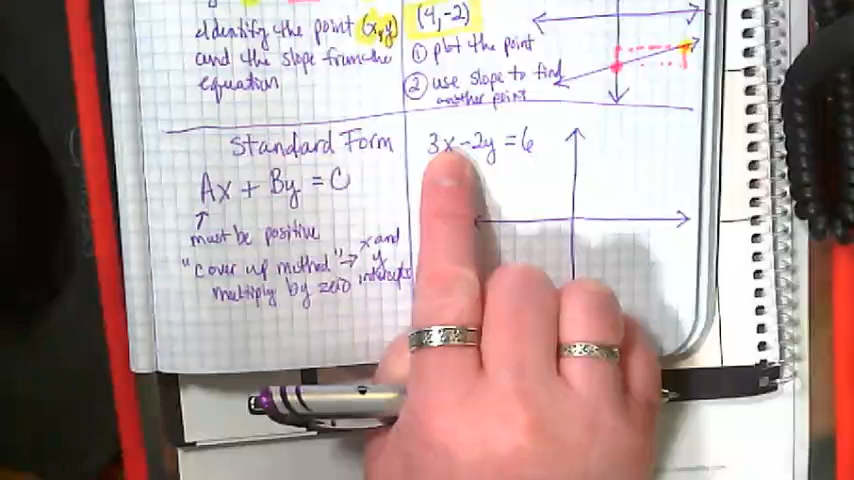 Identify the point (x,y)
and the slope from the
equation
(4,-2)
① plot the point
② use slope to find
another point
Standard Form
Ax + By = C
↑
must be positive
"cover up method" → x and
y
intercepts
multiply by zero
3x-2y = 6